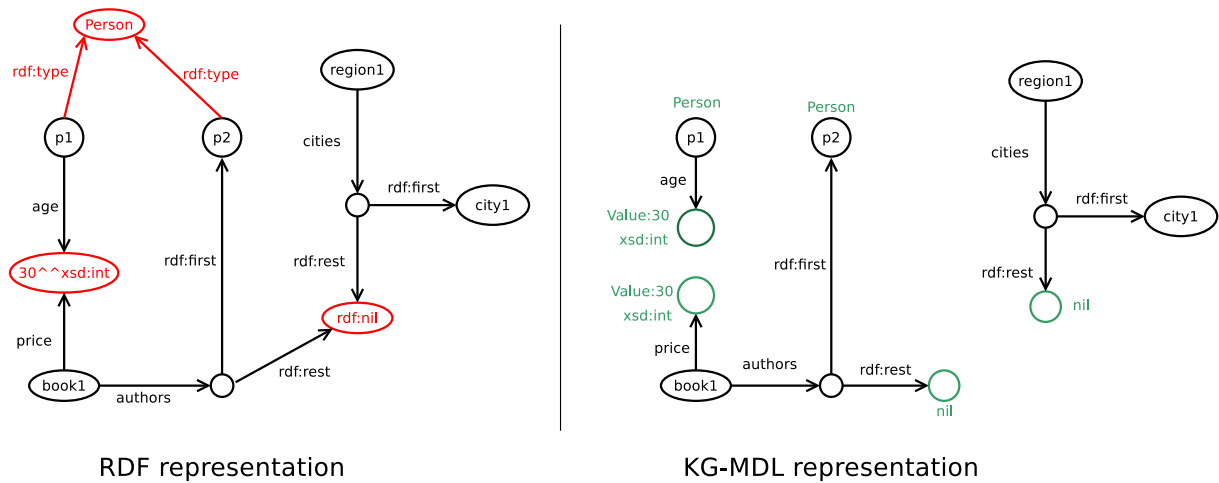 Person
rdf:type
rdf:type
region1
p1
p2
cities
rdf:first
city1
age
rdf:first
rdf:rest
30^^xsd:int
rdf:nil
price
rdf:rest
book1
authors
RDF representation
region1
Person
Person
p1
p2
cities
age
rdf:first
city1
Value:30
xsd:int
rdf:first
rdf:rest
Value:30
xsd:int
nil
price
authors
rdf:rest
book1
nil
KG-MDL representation